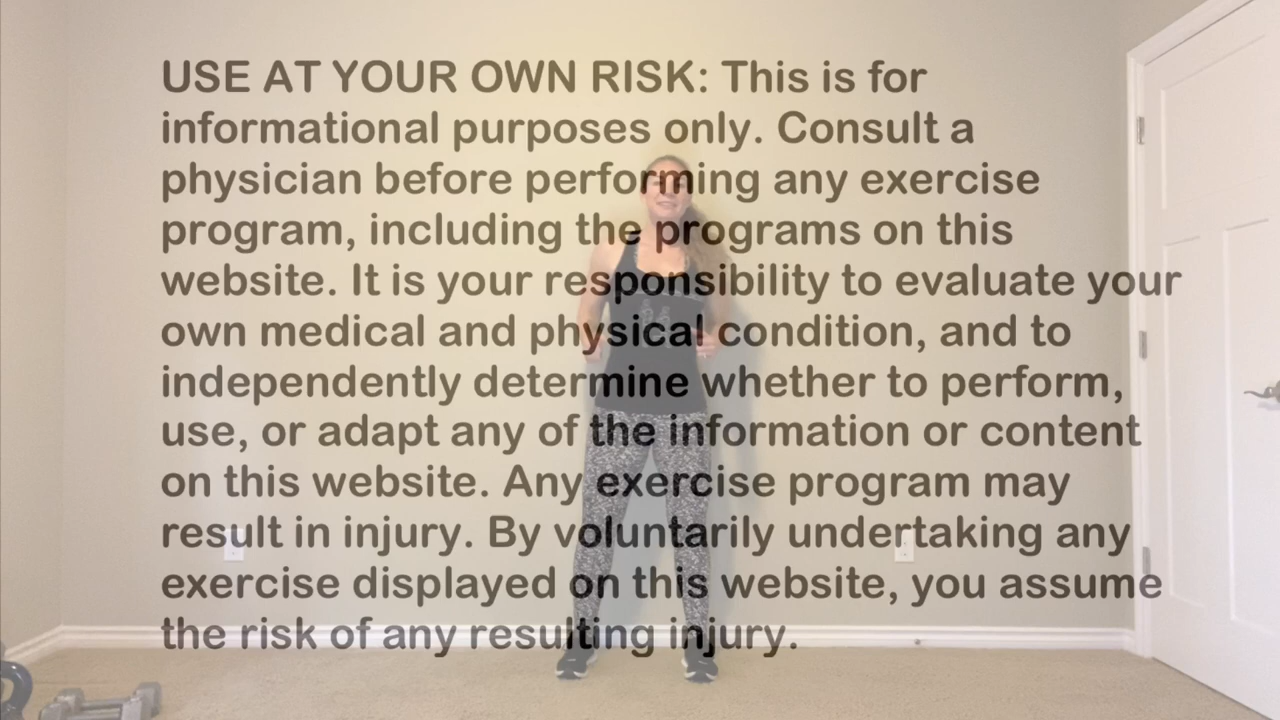 USE AT YOUR OWN RISK: This is for
informational purposes only. Consult a
physician before performing any exercise
program, including the programs on this
website. It is your responsibility to evaluate your
own medical and physical condition, and to
independently determine whether to perform,
use, or adapt any of the information or content
on this website. Any exercise program may
result in injury. By voluntarily undertaking any
exercise displayed on this website, you assume
the risk of any resulting injury.